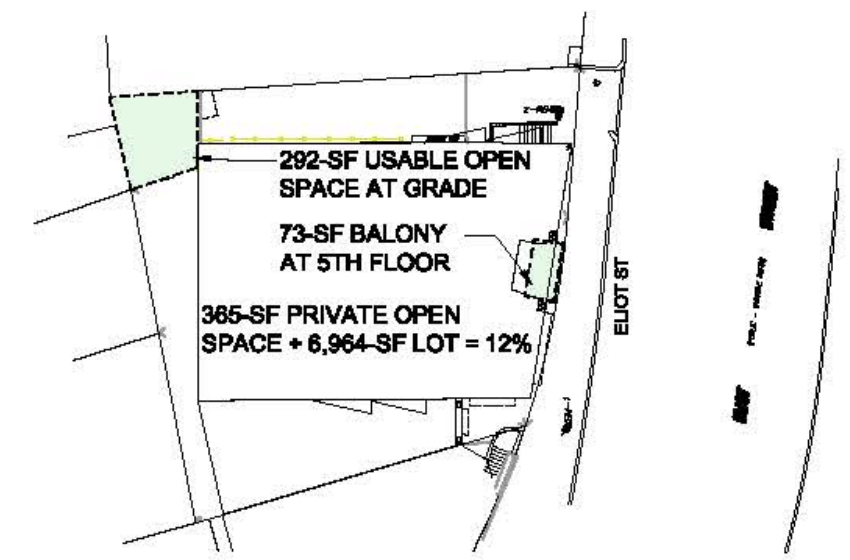 292-SF USABLE OPEN
SPACE AT GRADE
73-SF BALONY
AT 5TH FLOOR
365-SF PRIVATE OPEN
SPACE + 6,964-SF LOT = 12%
ELIOT ST